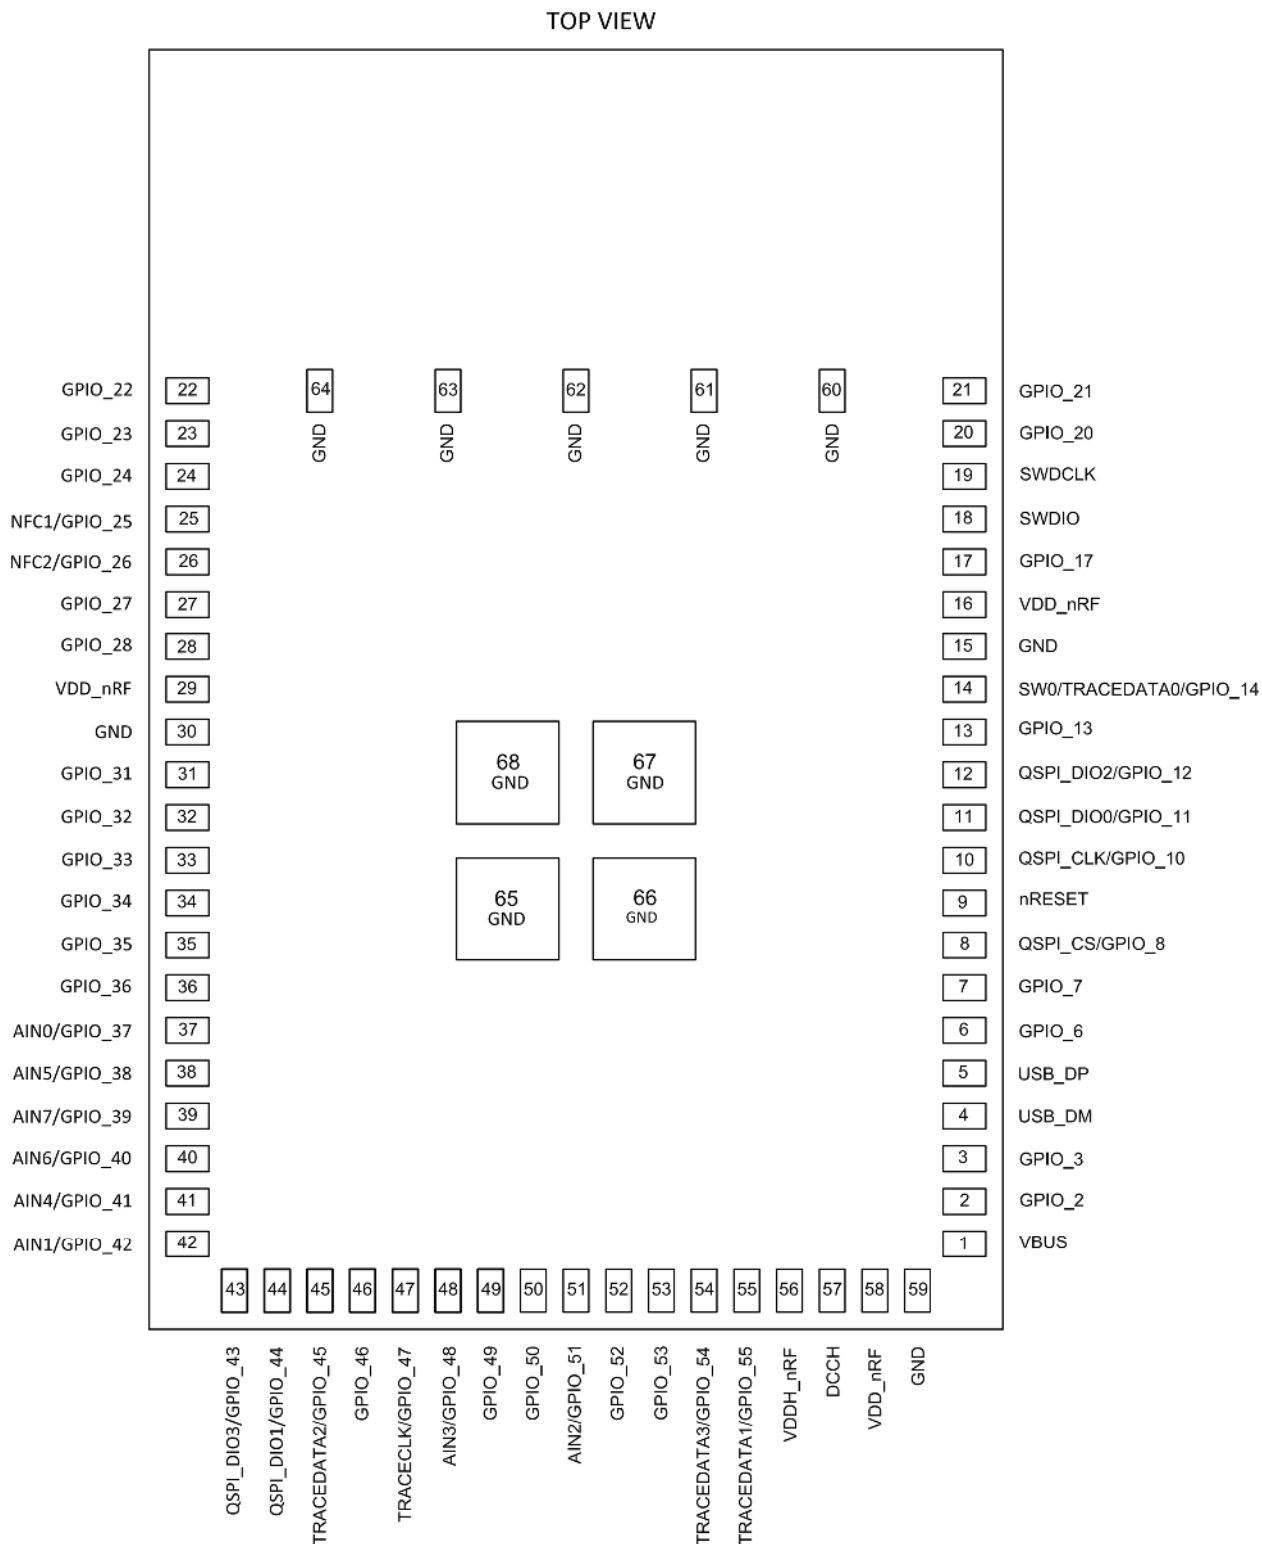 TOP VIEW
GPIO_22 22 64 63 62 61 60 21 GPIO_21
GND GND GND GND GND
GPIO_23 23 20 GPIO_20
GPIO_24 24 19 SWDCLK
NFC1/GPIO_25 25 18 SWDIO
NFC2/GPIO_26 26 17 GPIO_17
GPIO_27 27 16 VDD_nRF
GPIO_28 28 15 GND
VDD_nRF 29 14 SW0/TRACEDATA0/GPIO_14
GND 30 13 GPIO_13
68 67
GND GND
GPIO_31 31 12 QSPI_DIO2/GPIO_12
GPIO_32 32 11 QSPI_DIO0/GPIO_11
GPIO_33 33 10 QSPI_CLK/GPIO_10
GPIO_34 34 9 nRESET
65 66
GND GND
GPIO_35 35 8 QSPI_CS/GPIO_8
GPIO_36 36 7 GPIO_7
AIN0/GPIO_37 37 6 GPIO_6
AIN5/GPIO_38 38 5 USB_DP
AIN7/GPIO_39 39 4 USB_DM
AIN6/GPIO_40 40 3 GPIO_3
AIN4/GPIO_41 41 2 GPIO_2
AIN1/GPIO_42 42 1 VBUS
43 44 45 46 47 48 49 50 51 52 53 54 55 56 57 58 59
QSPI_DIO3/GPIO_43
QSPI_DIO1/GPIO_44
TRACEDATA2/GPIO_45
GPIO_46
TRACECLK/GPIO_47
AIN3/GPIO_48
GPIO_49
GPIO_50
AIN2/GPIO_51
GPIO_52
GPIO_53
TRACEDATA3/GPIO_54
TRACEDATA1/GPIO_55
VDDH_nRF
DCCH
VDD_nRF
GND